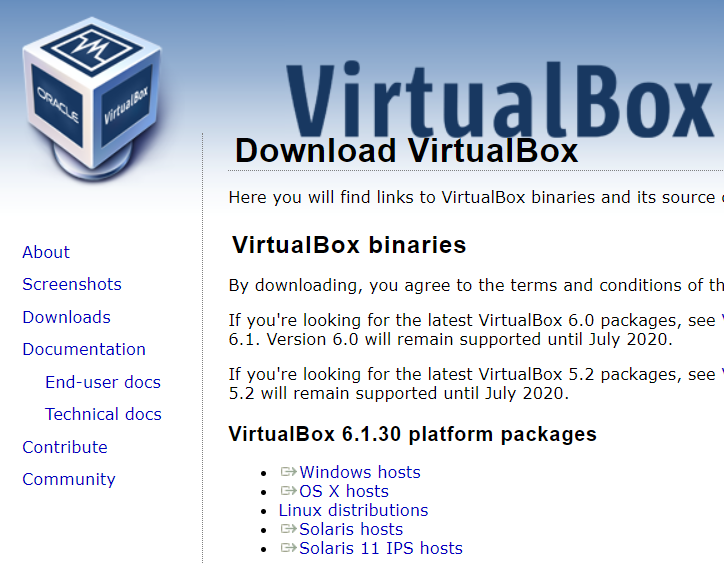 ORACLE
VirtualBox
VirtualBox
Download VirtualBox
Here you will find links to VirtualBox binaries and its source
About
Screenshots
Downloads
Documentation
End-user docs
Technical docs
Contribute
Community
VirtualBox binaries
By downloading, you agree to the terms and conditions of
If you're looking for the latest VirtualBox 6.0 packages, see
6.1. Version 6.0 will remain supported until July 2020.
If you're looking for the latest VirtualBox 5.2 packages, see
5.2 will remain supported until July 2020.
VirtualBox 6.1.30 platform packages
Windows hosts
OS X hosts
Linux distributions
Solaris hosts
Solaris 11 IPS hosts